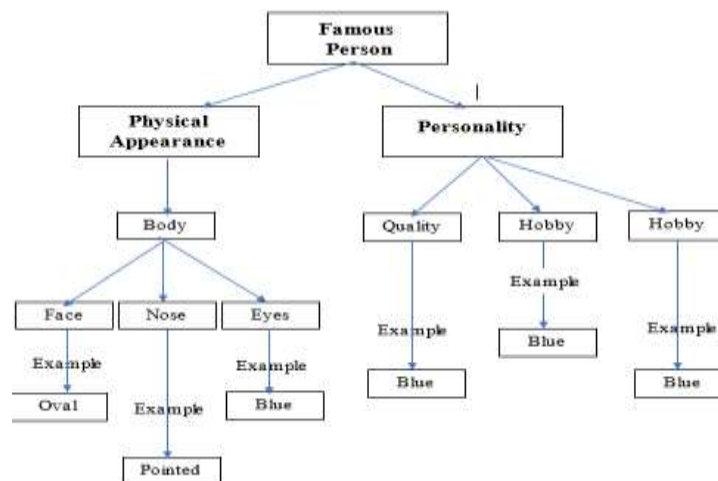 Famous
Person
Physical
Appearance
Personality
Body
Quality
Hobby
Hobby
Face
Nose
Eyes
Example
Example
Example
Example
Example
Example
Oval
Pointed
Blue
Blue
Blue
Blue